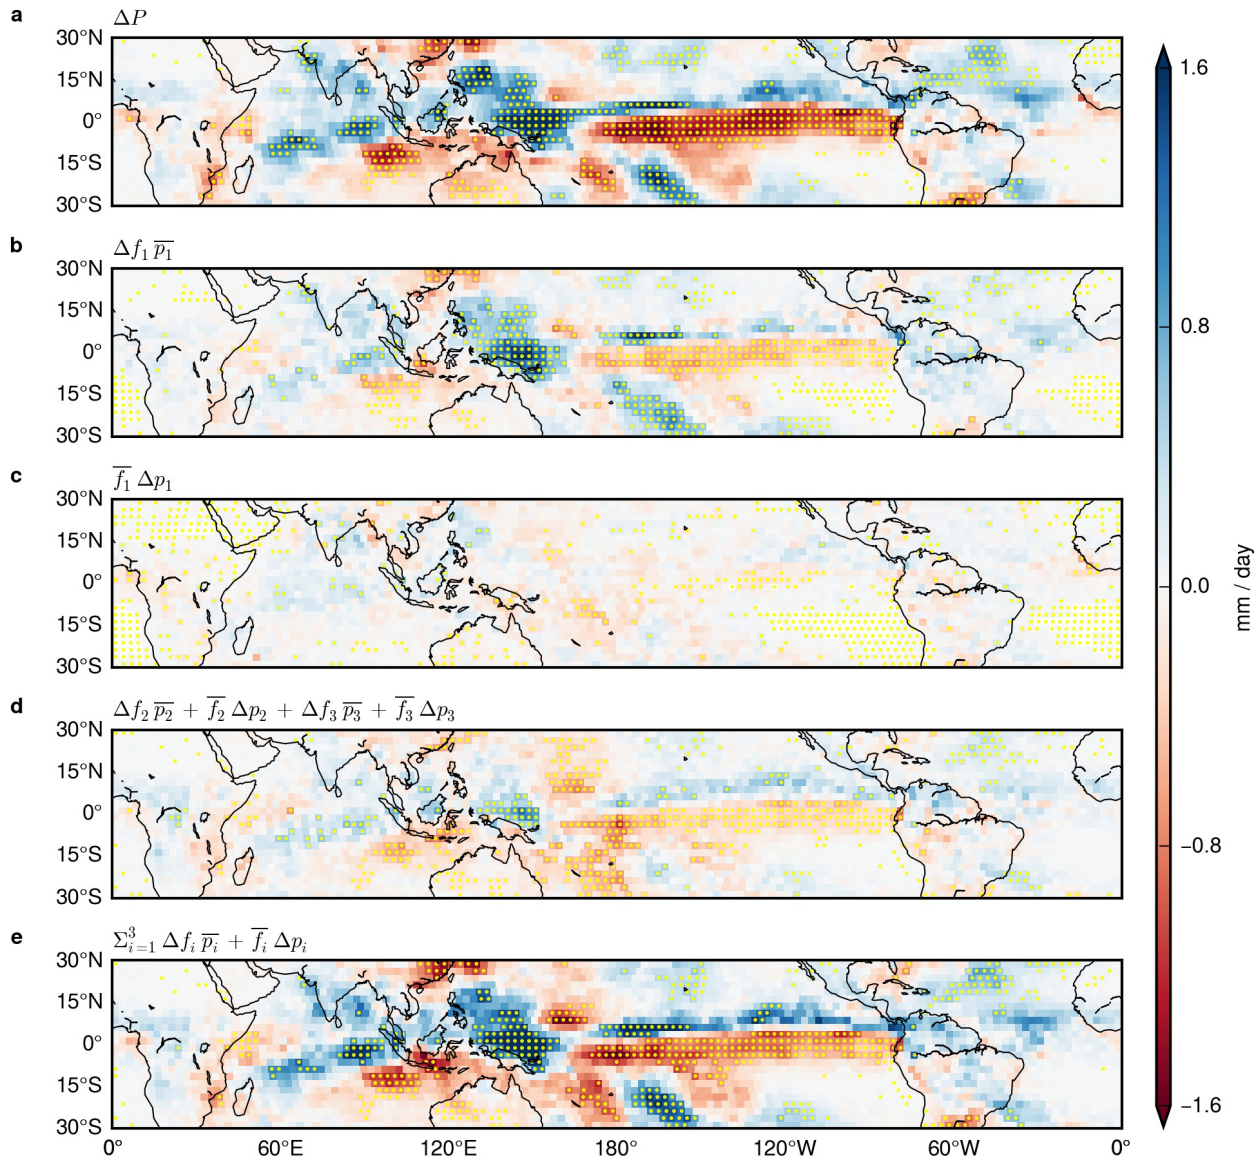 a
ΔP
30°N
15°N
0°
15°S
30°S
b
Δf₁ p̅₁̅
30°N
15°N
0°
15°S
30°S
c
f̅₁̅ Δp₁
30°N
15°N
0°
15°S
30°S
d
Δf₂ p̅₂̅ + f̅₂̅ Δp₂ + Δf₃ p̅₃̅ + f̅₃̅ Δp₃
30°N
15°N
0°
15°S
30°S
e
Σ³ᵢ₌₁ Δfᵢ p̅ᵢ̅ + f̅ᵢ̅ Δpᵢ
30°N
15°N
0°
15°S
30°S
0° 60°E 120°E 180° 120°W 60°W 0°
1.6
0.8
0.0
−0.8
−1.6
mm / day